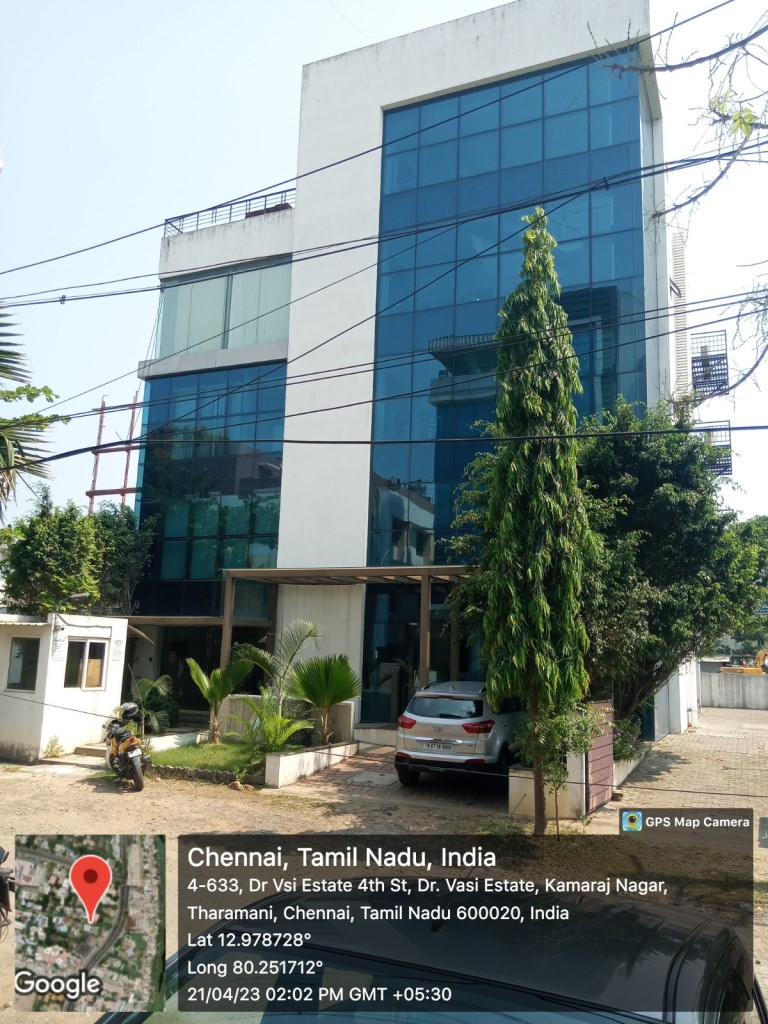 GPS Map Camera
Chennai, Tamil Nadu, India
4-633, Dr Vsi Estate 4th St, Dr. Vasi Estate, Kamaraj Nagar,
Tharamani, Chennai, Tamil Nadu 600020, India
Lat 12.978728°
Long 80.251712°
21/04/23 02:02 PM GMT +05:30
Google